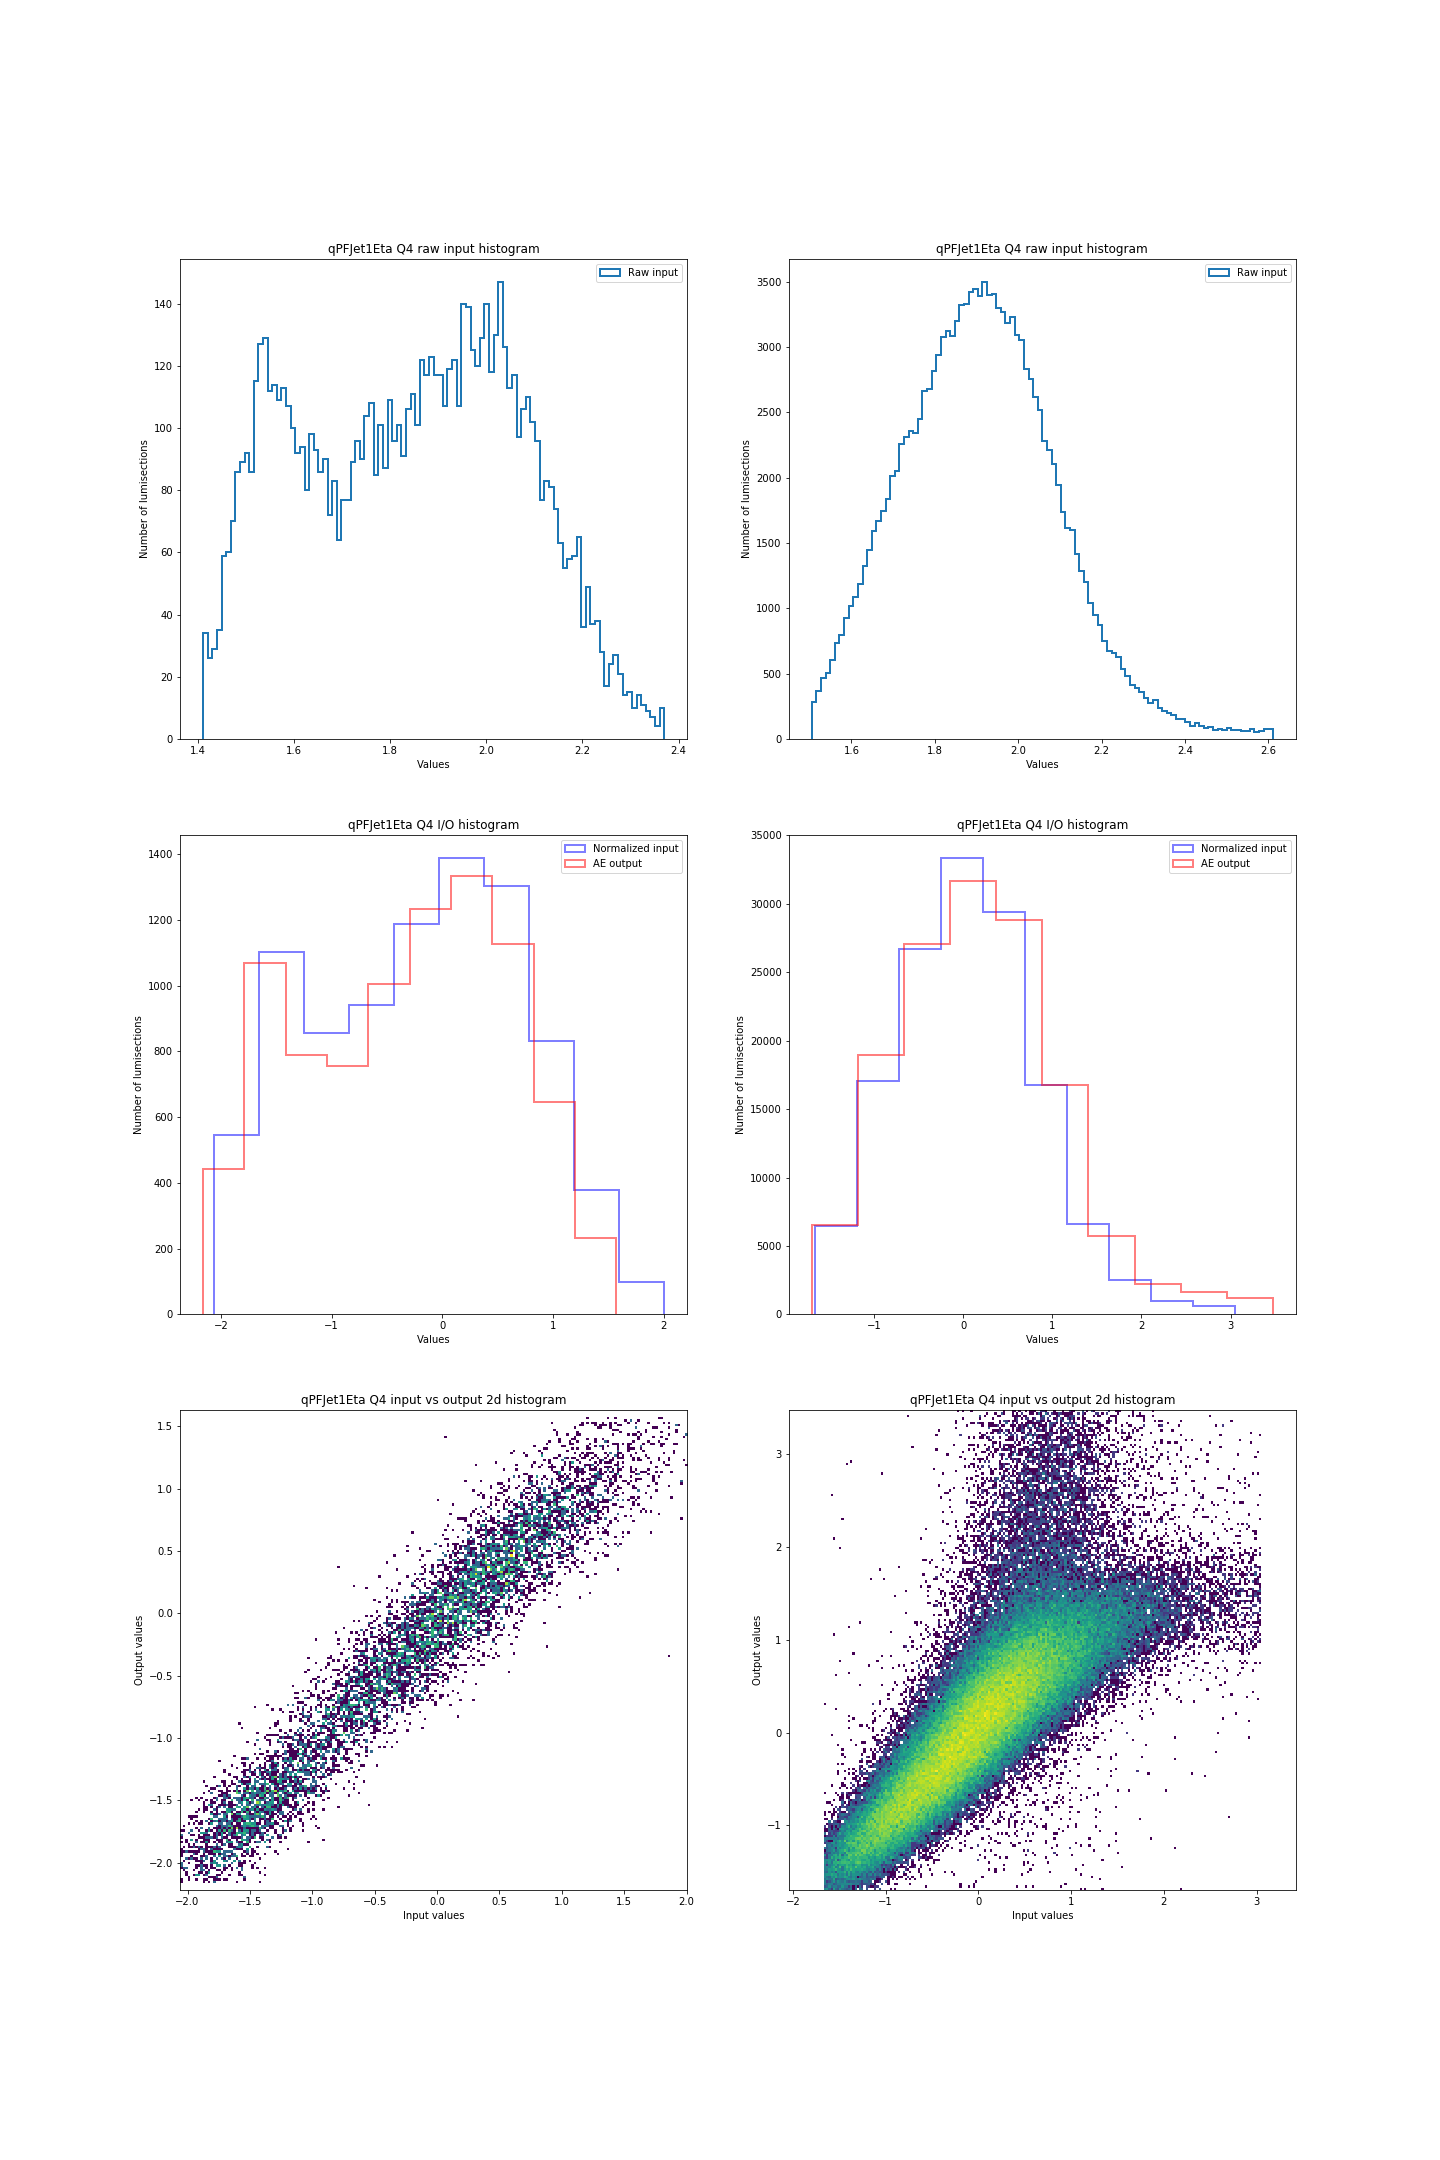 qPFJet1Eta Q4 raw input histogram
Raw input
Number of lumisections
140
120
100
80
60
40
20
0
1.4 1.6 1.8 2.0 2.2 2.4
Values
qPFJet1Eta Q4 raw input histogram
Raw input
Number of lumisections
3500
3000
2500
2000
1500
1000
500
0
1.6 1.8 2.0 2.2 2.4 2.6
Values
qPFJet1Eta Q4 I/O histogram
Normalized input
AE output
Number of lumisections
1400
1200
1000
800
600
400
200
0
−2 −1 0 1 2
Values
qPFJet1Eta Q4 I/O histogram
Normalized input
AE output
Number of lumisections
35000
30000
25000
20000
15000
10000
5000
0
−1 0 1 2 3
Values
qPFJet1Eta Q4 input vs output 2d histogram
Output values
1.5
1.0
0.5
0.0
−0.5
−1.0
−1.5
−2.0
−2.0 −1.5 −1.0 −0.5 0.0 0.5 1.0 1.5 2.0
Input values
qPFJet1Eta Q4 input vs output 2d histogram
Output values
3
2
1
0
−1
−2 −1 0 1 2 3
Input values